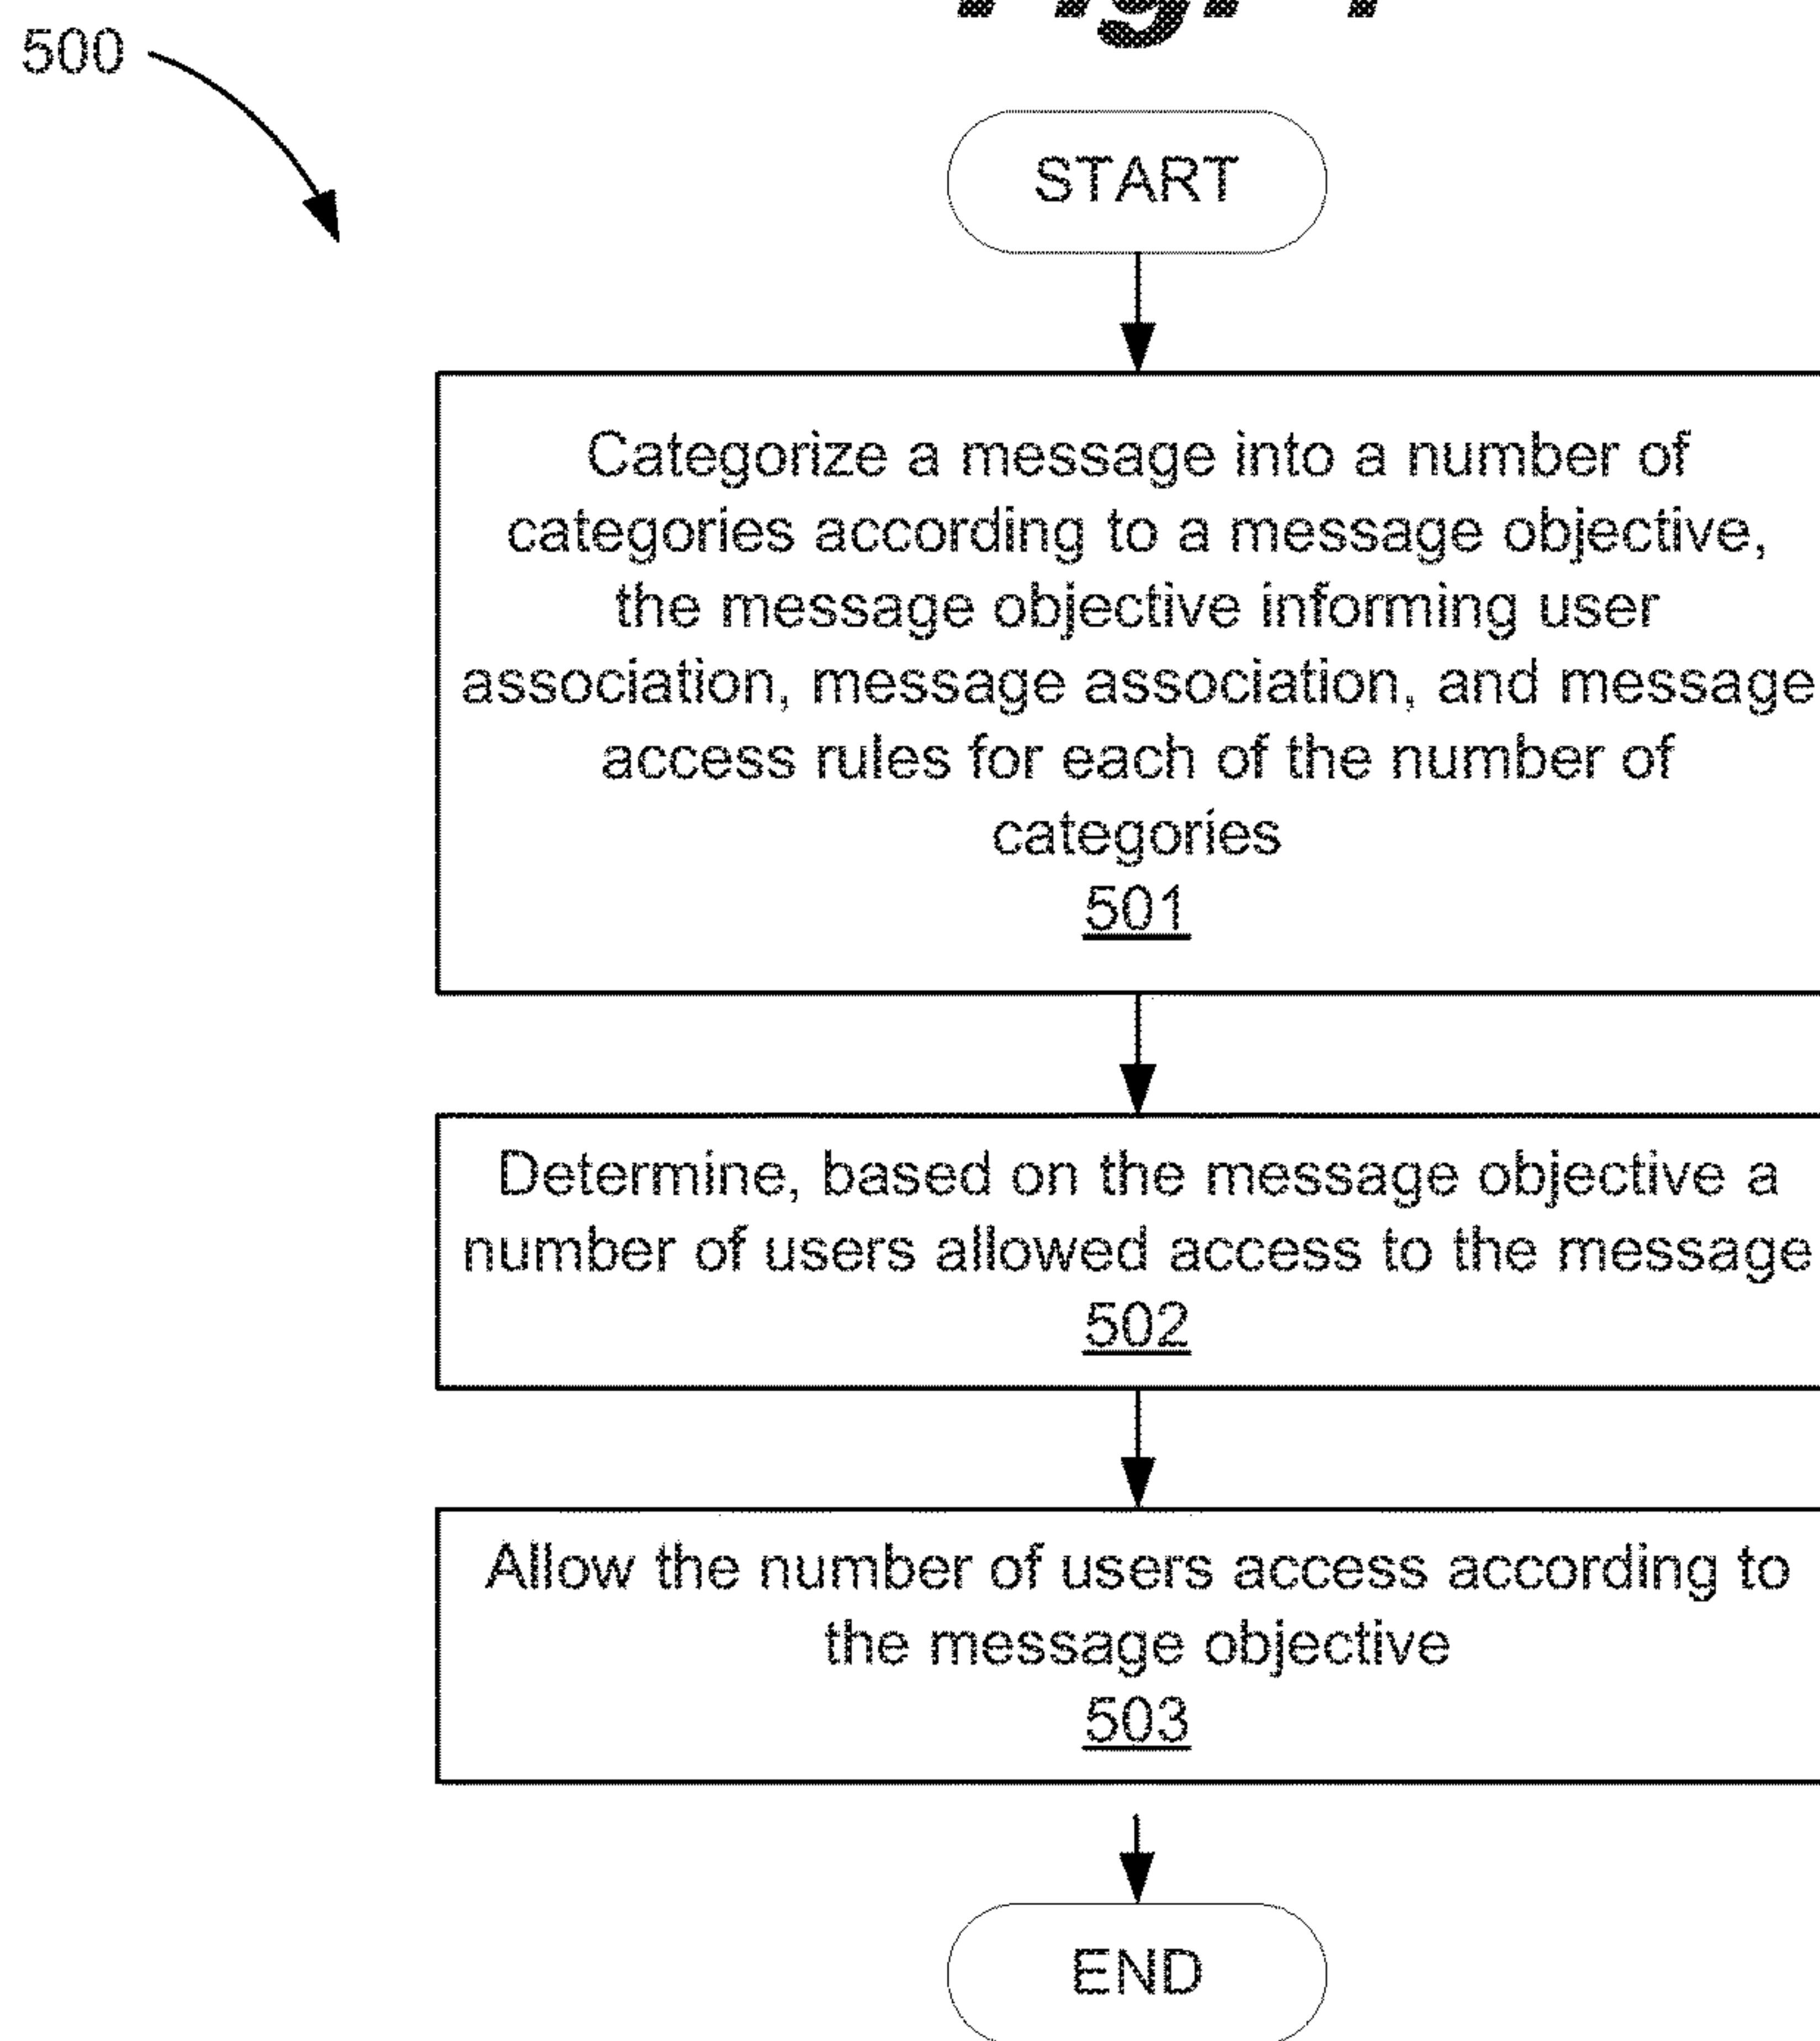 500
START
Categorize a message into a number of
categories according to a message objective,
the message objective informing user
association, message association, and message
access rules for each of the number of
categories
501
Determine, based on the message objective a
number of users allowed access to the message
502
Allow the number of users access according to
the message objective
503
END